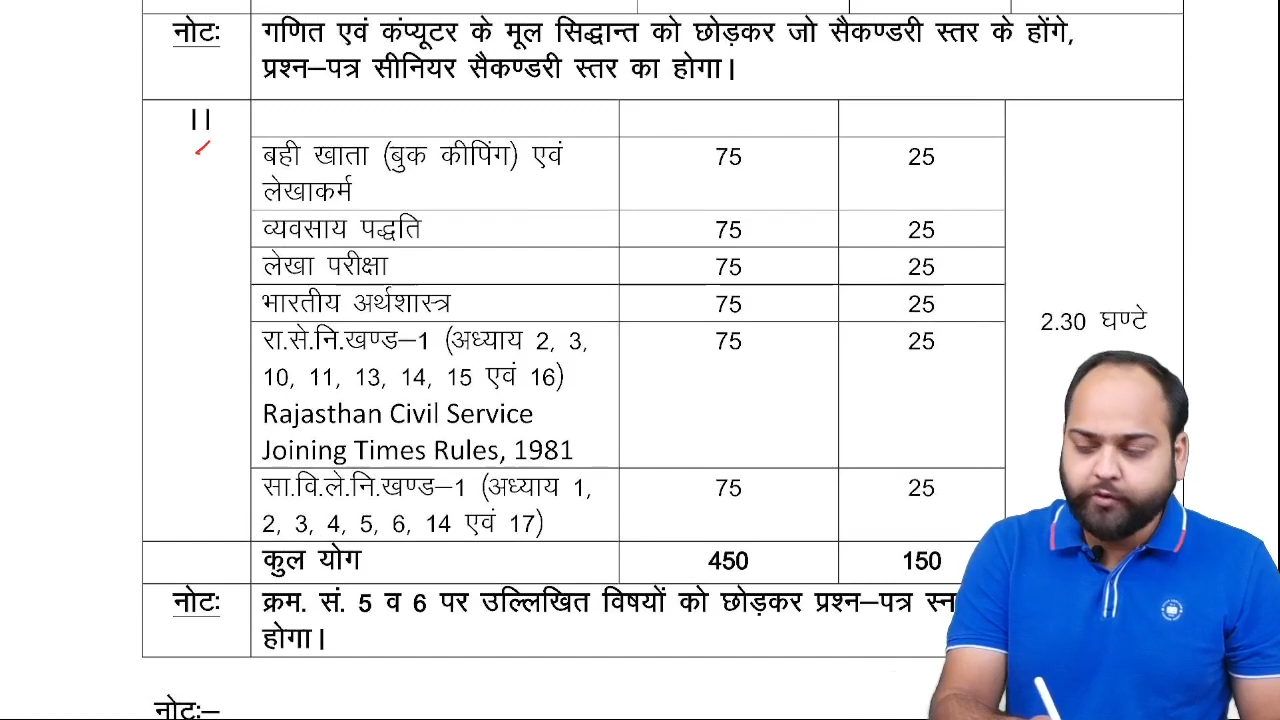 नोटः
गणित एवं कंप्यूटर के मूल सिद्धान्त को छोड़कर जो सैकण्डरी स्तर के होंगे,
प्रश्न–पत्र सीनियर सैकण्डरी स्तर का होगा।
II
बही खाता (बुक कीपिंग) एवं 75 25
लेखाकर्म
व्यवसाय पद्धति 75 25
लेखा परीक्षा 75 25
भारतीय अर्थशास्त्र 75 25
2.30 घण्टे
रा.से.नि.खण्ड–1 (अध्याय 2, 3, 75 25
10, 11, 13, 14, 15 एवं 16)
Rajasthan Civil Service
Joining Times Rules, 1981
सा.वि.ले.नि.खण्ड–1 (अध्याय 1, 75 25
2, 3, 4, 5, 6, 14 एवं 17)
कुल योग 450 150
नोटः
क्रम. सं. 5 व 6 पर उल्लिखित विषयों को छोड़कर प्रश्न–पत्र
होगा।
नोटः–